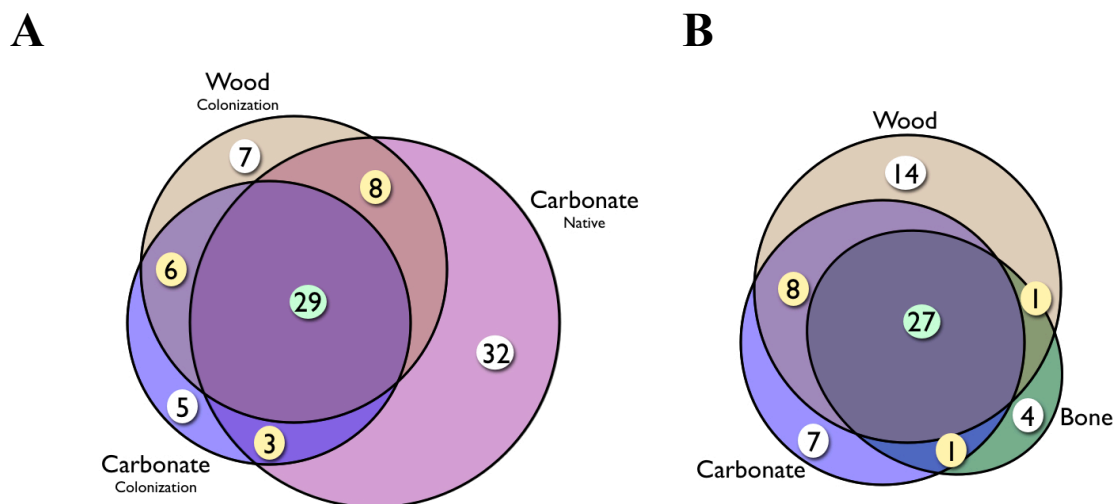 A
Wood
Colonization
7
8
Carbonate
Native
6
29
32
5
3
Carbonate
Colonization
B
Wood
14
8
1
27
4
Bone
7
1
Carbonate